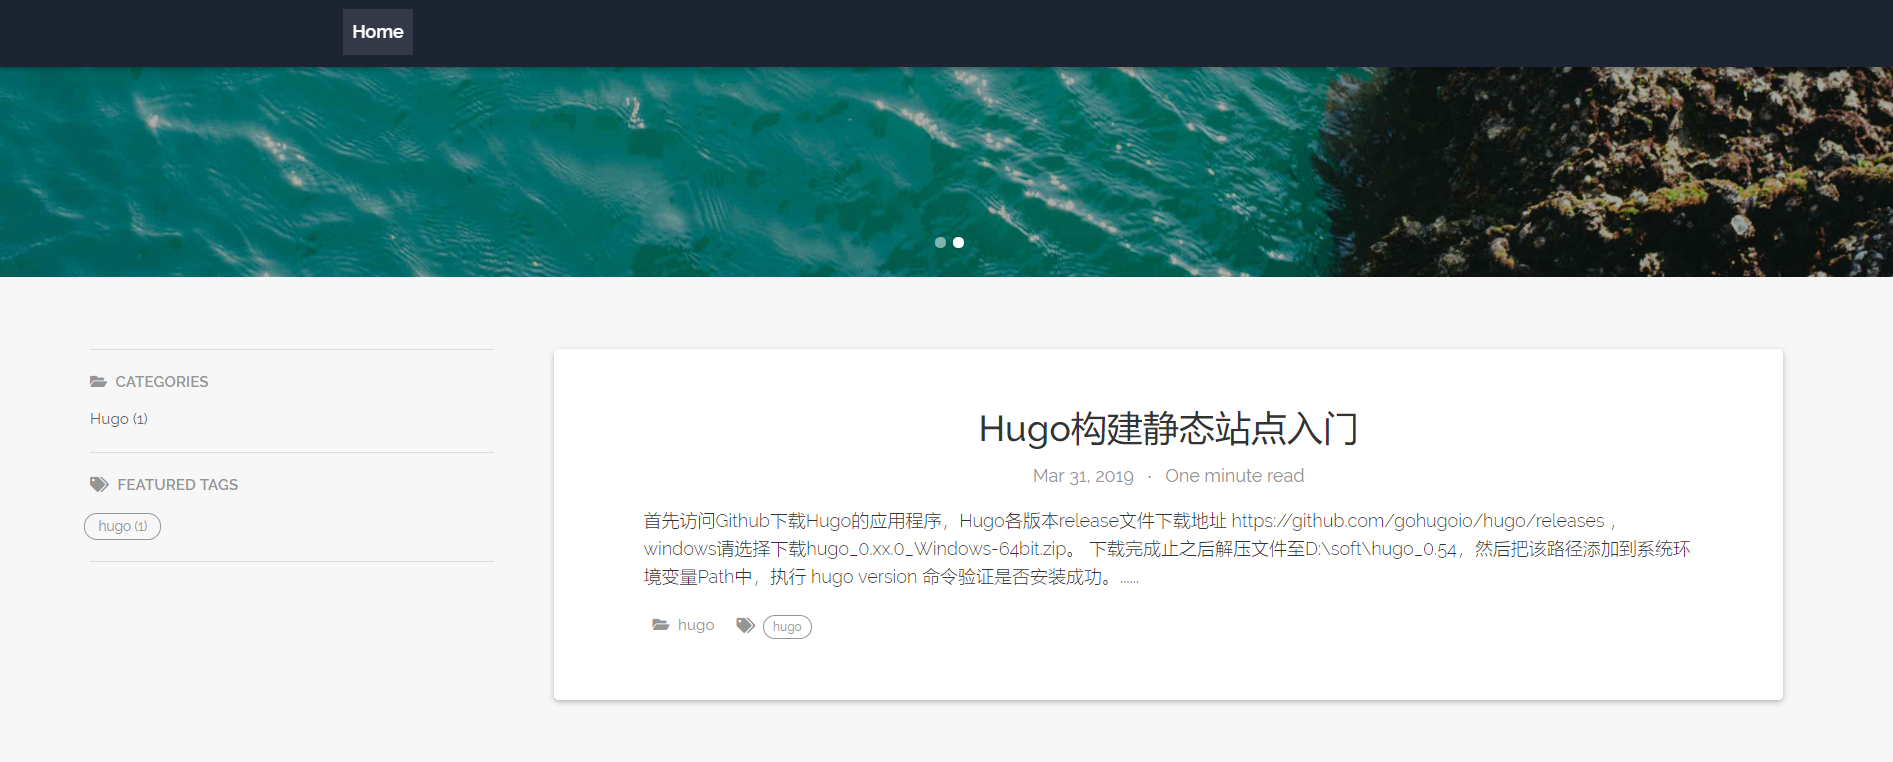 Home
CATEGORIES
Hugo (1)
FEATURED TAGS
hugo (1)
Hugo构建静态站点入门
Mar 31, 2019 · One minute read
首先访问Github下载Hugo的应用程序，Hugo各版本release文件下载地址 https://github.com/gohugoio/hugo/releases ，
windows请选择下载hugo_0.xx.0_Windows-64bit.zip。 下载完成止之后解压文件至D:\soft\hugo_0.54，然后把该路径添加到系统环
境变量Path中，执行 hugo version 命令验证是否安装成功。......
hugo hugo